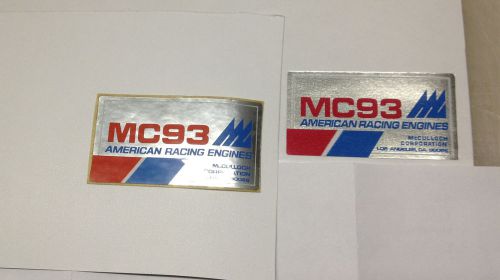 MC93
AMERICAN RACING ENGINES
McCULLOCH
CORPORATION
MC93
AMERICAN RACING ENGINES
McCULLOCH
CORPORATION
LOS ANGELES, CA.